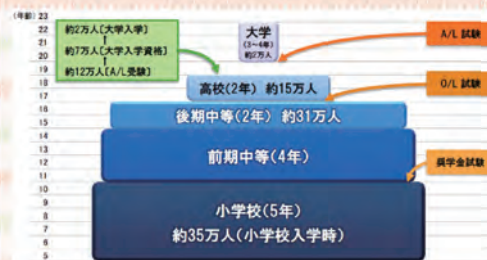 (年齢) 23
22
21
20
19
18
17
16
15
14
13
12
11
10
9
8
7
6
5
約2万人[大学入学]
↑
約7万人[大学入学資格]
↑
約12万人[A/L受験]
大学
(3~4年)
約2万人
A/L 試験
高校(2年) 約15万人
O/L 試験
後期中等(2年) 約31万人
前期中等(4年)
奨学金試験
小学校(5年)
約35万人(小学校入学時)